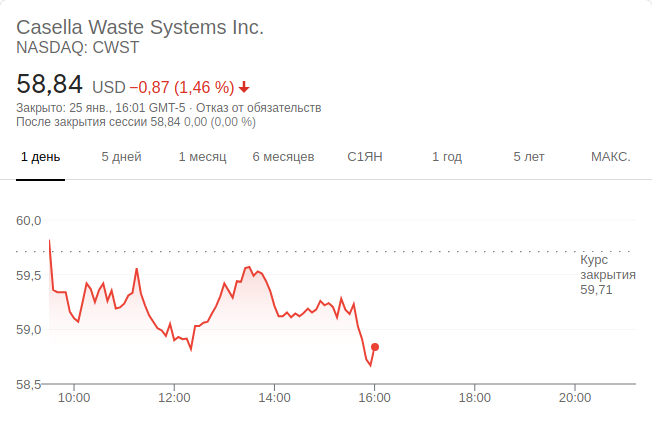 Casella Waste Systems Inc.
NASDAQ: CWST
58,84 USD −0,87 (1,46 %)
Закрыто: 25 янв., 16:01 GMT-5 · Отказ от обязательств
После закрытия сессии 58,84 0,00 (0,00 %)
1 день 5 дней 1 месяц 6 месяцев С1ЯН 1 год 5 лет МАКС.
60,0
Курс
закрытия
59,71
59,5
59,0
58,5
10:00 12:00 14:00 16:00 18:00 20:00